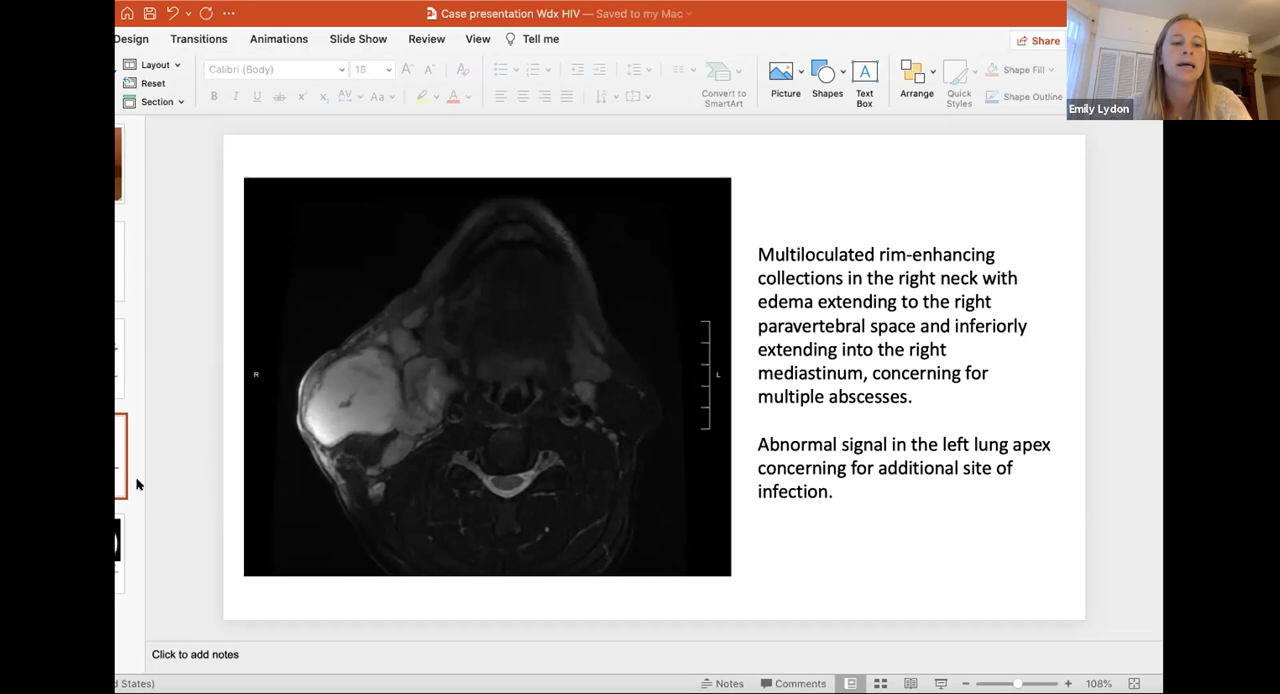 Case presentation Wdx HIV — Saved to my Mac
Design Transitions Animations Slide Show Review View Tell me
Share
Layout
Reset
Section
Calibri (Body) 18
Convert to
SmartArt
Picture
Shapes
Text
Box
Arrange
Quick
Styles
Shape Fill
Shape Outline
Emily Lydon
R
L
Multiloculated rim-enhancing
collections in the right neck with
edema extending to the right
paravertebral space and inferiorly
extending into the right
mediastinum, concerning for
multiple abscesses.
Abnormal signal in the left lung apex
concerning for additional site of
infection.
Click to add notes
d States)
Notes Comments 108%